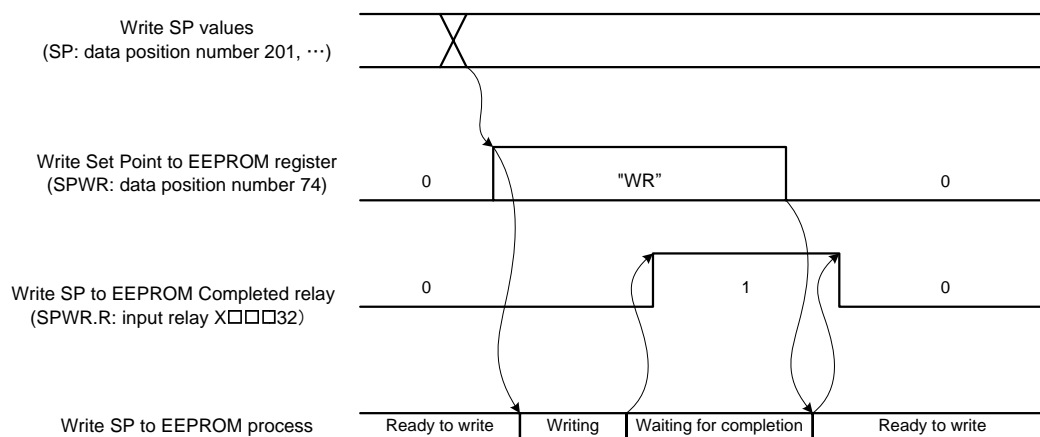 Write SP values
(SP: data position number 201, ⋯)
Write Set Point to EEPROM register
(SPWR: data position number 74)
0
"WR”
0
Write SP to EEPROM Completed relay
(SPWR.R: input relay X□□□32）
0
1
0
Write SP to EEPROM process
Ready to write
Writing
Waiting for completion
Ready to write